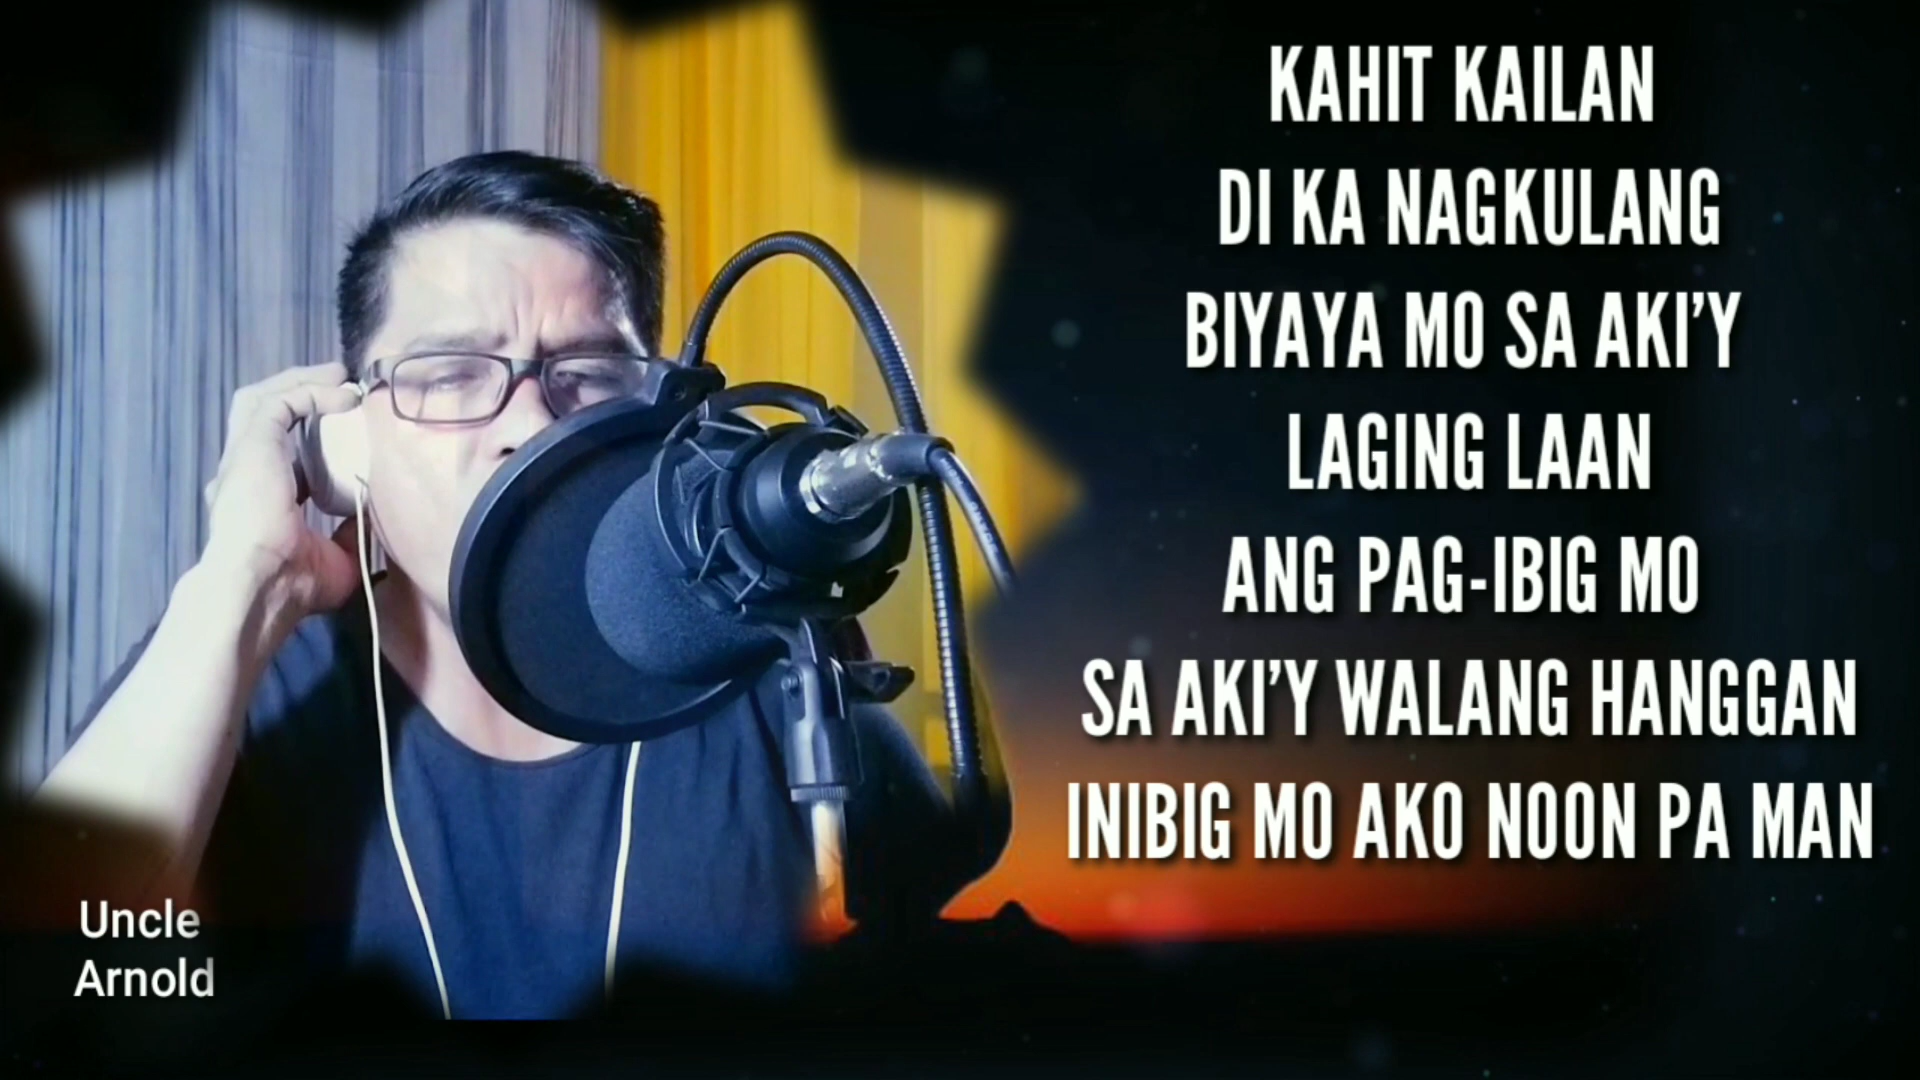 KAHIT KAILAN
DI KA NAGKULANG
BIYAYA MO SA AKI’Y
LAGING LAAN
ANG PAG-IBIG MO
SA AKI’Y WALANG HANGGAN
INIBIG MO AKO NOON PA MAN
Uncle
Arnold